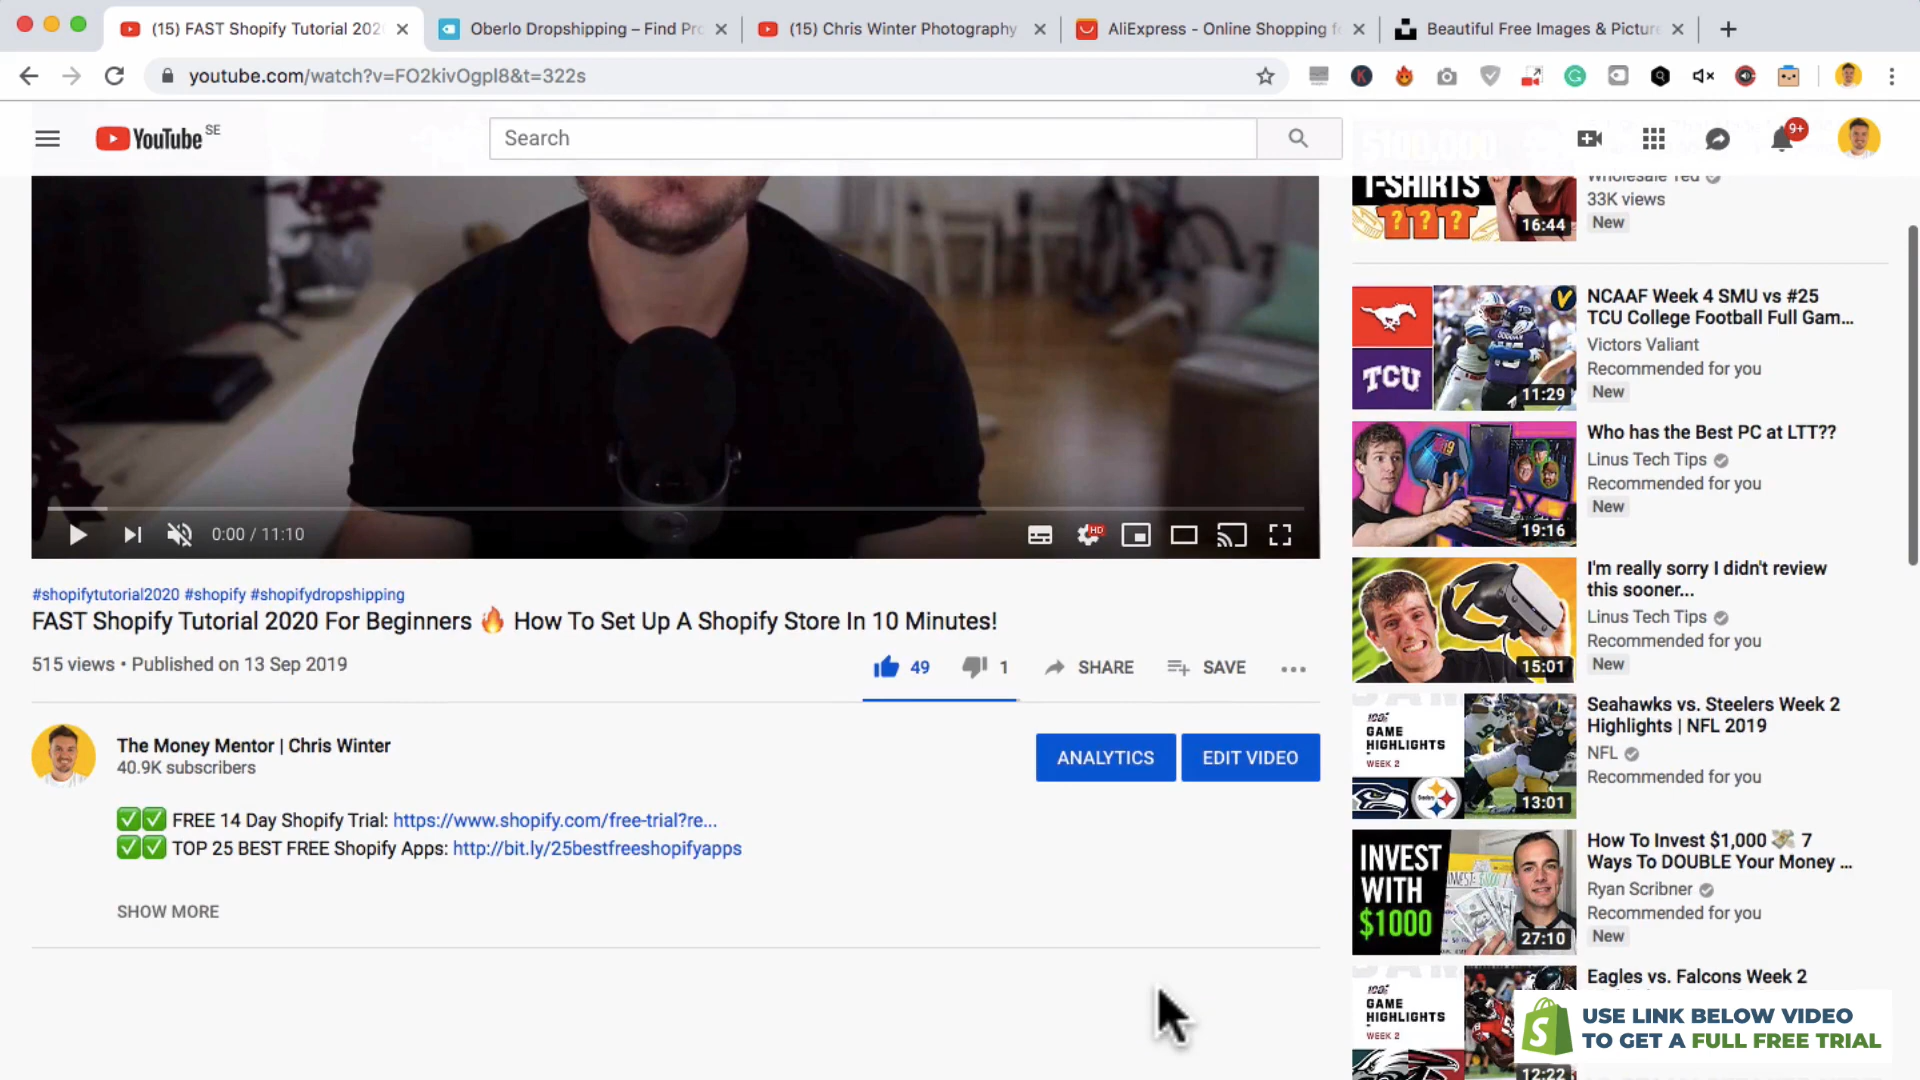 (15) FAST Shopify Tutorial 202
Oberlo Dropshipping – Find Pr
(15) Chris Winter Photography
AliExpress - Online Shopping f
Beautiful Free Images & Pictur
youtube.com/watch?v=FO2kivOgpl8&t=322s
YouTube SE
Search
9+
$100,000
T-SHIRTS
16:44
Wholesale Ted
33K views
New
TCU
11:29
NCAAF Week 4 SMU vs #25
TCU College Football Full Gam...
Victors Valiant
Recommended for you
New
19:16
Who has the Best PC at LTT??
Linus Tech Tips
Recommended for you
New
0:00 / 11:10
HD
15:01
I'm really sorry I didn't review
this sooner...
Linus Tech Tips
Recommended for you
New
#shopifytutorial2020 #shopify #shopifydropshipping
FAST Shopify Tutorial 2020 For Beginners 🔥 How To Set Up A Shopify Store In 10 Minutes!
515 views • Published on 13 Sep 2019
49
1
SHARE
SAVE
GAME
HIGHLIGHTS
WEEK 2
13:01
Seahawks vs. Steelers Week 2
Highlights | NFL 2019
NFL
Recommended for you
The Money Mentor | Chris Winter
40.9K subscribers
ANALYTICS
EDIT VIDEO
✅✅ FREE 14 Day Shopify Trial: https://www.shopify.com/free-trial?re...
✅✅ TOP 25 BEST FREE Shopify Apps: http://bit.ly/25bestfreeshopifyapps
SHOW MORE
INVEST
WITH
$1000
27:10
How To Invest $1,000 💸 7
Ways To DOUBLE Your Money ...
Ryan Scribner
Recommended for you
New
GAME
HIGHLIGHTS
WEEK 2
12:22
Eagles vs. Falcons Week 2
USE LINK BELOW VIDEO
TO GET A FULL FREE TRIAL